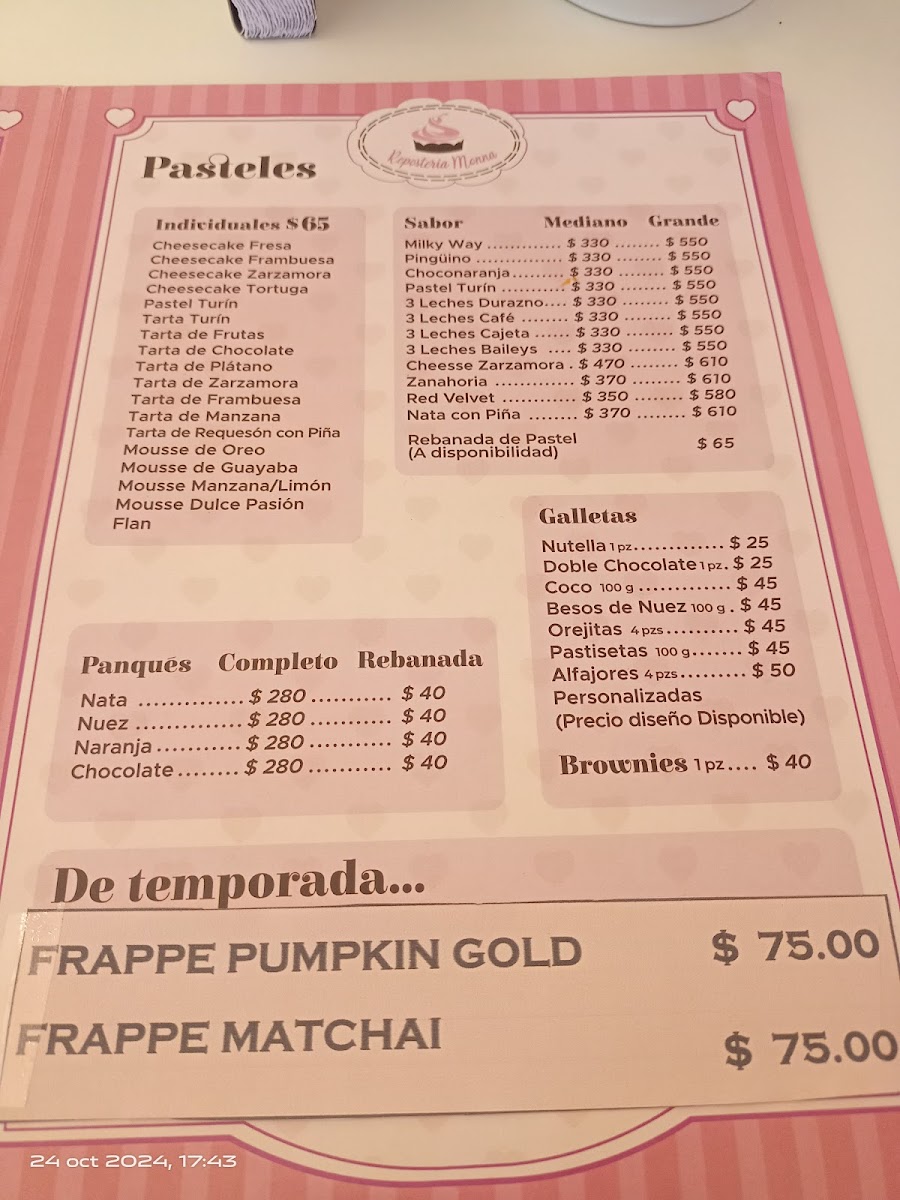 Repostería Monna
Pasteles
Individuales $65
Cheesecake Fresa
Cheesecake Frambuesa
Cheesecake Zarzamora
Cheesecake Tortuga
Pastel Turín
Tarta Turín
Tarta de Frutas
Tarta de Chocolate
Tarta de Plátano
Tarta de Zarzamora
Tarta de Frambuesa
Tarta de Manzana
Tarta de Requesón con Piña
Mousse de Oreo
Mousse de Guayaba
Mousse Manzana/Limón
Mousse Dulce Pasión
Flan
Sabor Mediano Grande
Milky Way ............. $ 330 ........ $ 550
Pingüino ................ $ 330 ........ $ 550
Choconaranja......... $ 330 ........ $ 550
Pastel Turín ........... $ 330 ........ $ 550
3 Leches Durazno.... $ 330 ........ $ 550
3 Leches Café ........ $ 330 ........ $ 550
3 Leches Cajeta ...... $ 330 ........ $ 550
3 Leches Baileys .... $ 330 ........ $ 550
Cheesse Zarzamora . $ 470 ........ $ 610
Zanahoria ............. $ 370 ........ $ 610
Red Velvet ............ $ 350 ........ $ 580
Nata con Piña ........ $ 370 ........ $ 610
Rebanada de Pastel $ 65
(A disponibilidad)
Galletas
Nutella 1 pz............. $ 25
Doble Chocolate 1 pz. $ 25
Coco 100 g ............. $ 45
Besos de Nuez 100 g . $ 45
Orejitas 4 pzs.......... $ 45
Pastisetas 100 g....... $ 45
Alfajores 4 pzs......... $ 50
Personalizadas
(Precio diseño Disponible)
Brownies 1 pz.... $ 40
Panqués Completo Rebanada
Nata .............. $ 280 ........... $ 40
Nuez .............. $ 280 ........... $ 40
Naranja ........... $ 280 ........... $ 40
Chocolate ........ $ 280 ........... $ 40
De temporada...
FRAPPE PUMPKIN GOLD $ 75.00
FRAPPE MATCHAI $ 75.00
24 oct 2024, 17:43